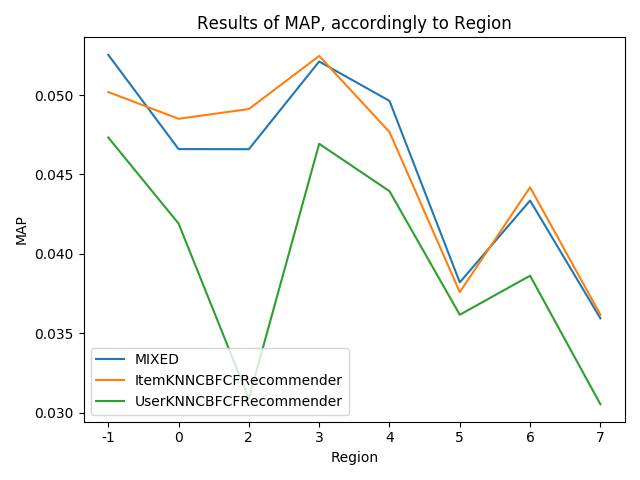 Results of MAP, accordingly to Region
MAP
0.050
0.045
0.040
0.035
0.030
MIXED
ItemKNNCBFCFRecommender
UserKNNCBFCFRecommender
-1 0 2 3 4 5 6 7
Region